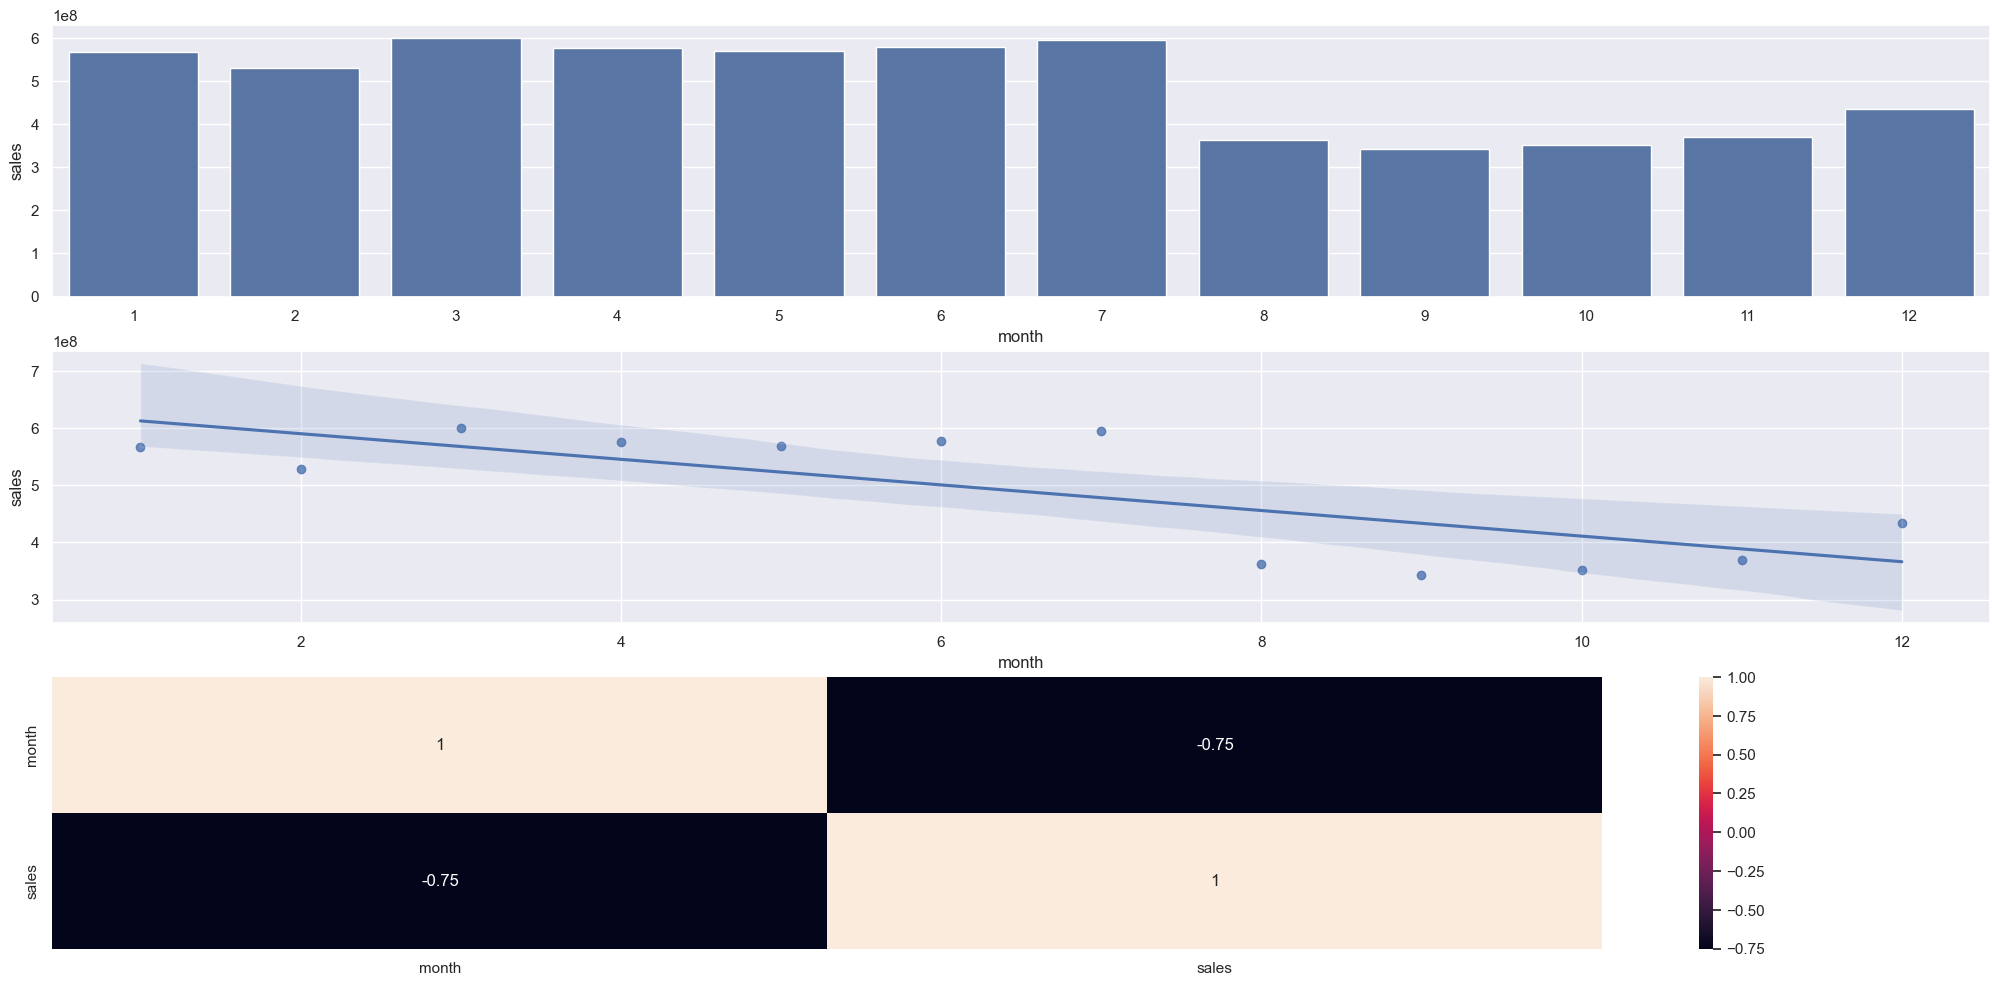 1e8
6
5
4
3
2
1
0
sales
1 2 3 4 5 6 7 8 9 10 11 12
month
1e8
7
6
5
4
3
sales
2 4 6 8 10 12
month
month
1 -0.75
sales
-0.75 1
month sales
1.00
0.75
0.50
0.25
0.00
−0.25
−0.50
−0.75